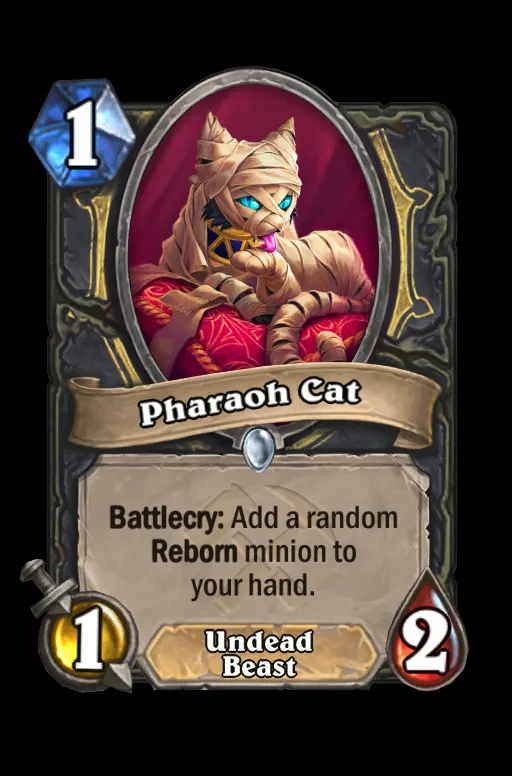 1
Pharaoh Cat
Battlecry: Add a random
Reborn minion to
your hand.
1
Undead
Beast
2